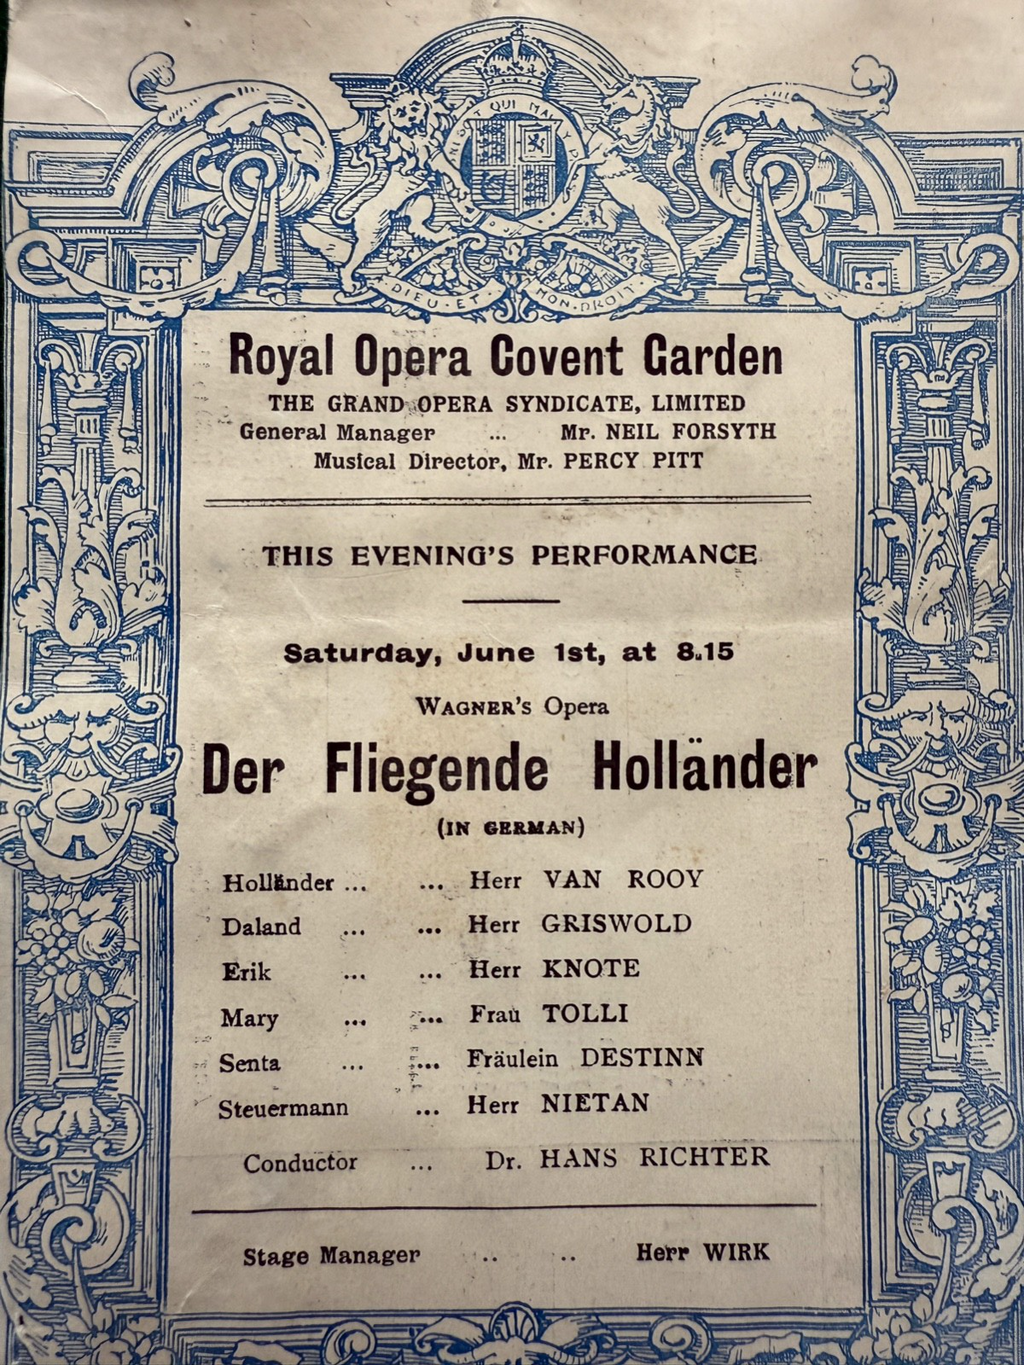 QUI MAL Y
DIEU · ET · MON · DROIT
Royal Opera Covent Garden
THE GRAND OPERA SYNDICATE, LIMITED
General Manager ... Mr. NEIL FORSYTH
Musical Director, Mr. PERCY PITT
THIS EVENING'S PERFORMANCE
Saturday, June 1st, at 8.15
WAGNER'S Opera
Der Fliegende Holländer
(IN GERMAN)
Holländer ... ... Herr VAN ROOY
Daland ... ... Herr GRISWOLD
Erik ... ... Herr KNOTE
Mary ... ... Frau TOLLI
Senta ... ... Fräulein DESTINN
Steuermann ... Herr NIETAN
Conductor ... Dr. HANS RICHTER
Stage Manager .. .. Herr WIRK